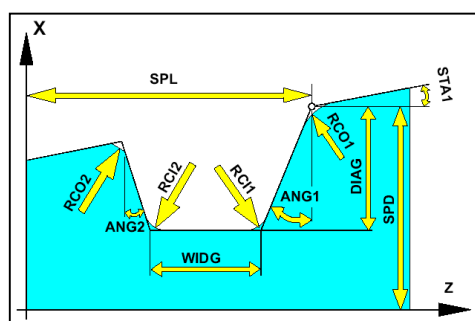 X
SPL
STA1
RCO2
RCI2
RCI1
RCO1
DIAG
SPD
ANG1
ANG2
WIDG
Z